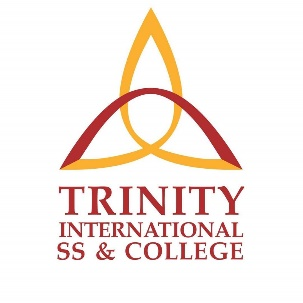 TRINITY
INTERNATIONAL
SS & COLLEGE